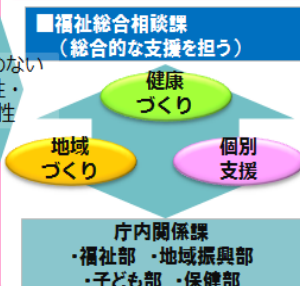 ■福祉総合相談課
（総合的な支援を担う）
めない
性・
性
健康
づくり
地域
づくり
個別
支援
庁内関係課
・福祉部 ・地域振興部
・子ども部 ・保健部